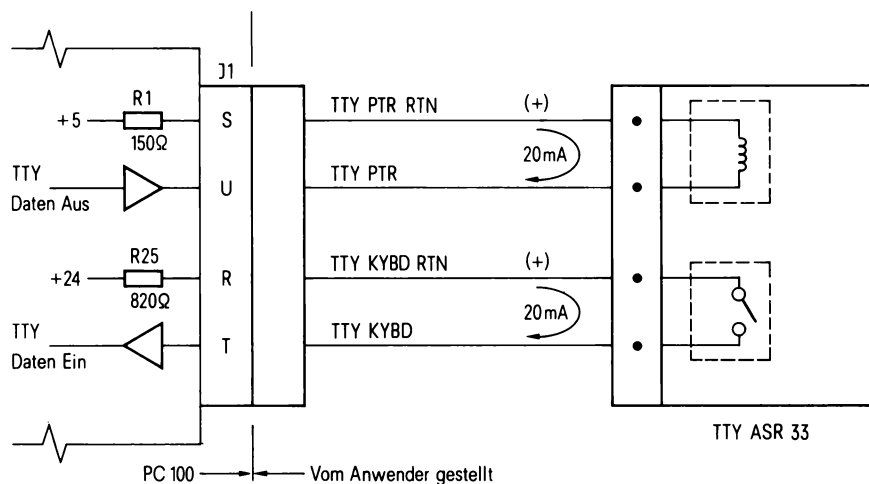 J1
R1
+5
150Ω
S
TTY PTR RTN
(+)
20mA
TTY
Daten Aus
U
TTY PTR
R25
+24
820Ω
R
TTY KYBD RTN
(+)
20mA
TTY
Daten Ein
T
TTY KYBD
TTY ASR 33
PC 100
Vom Anwender gestellt